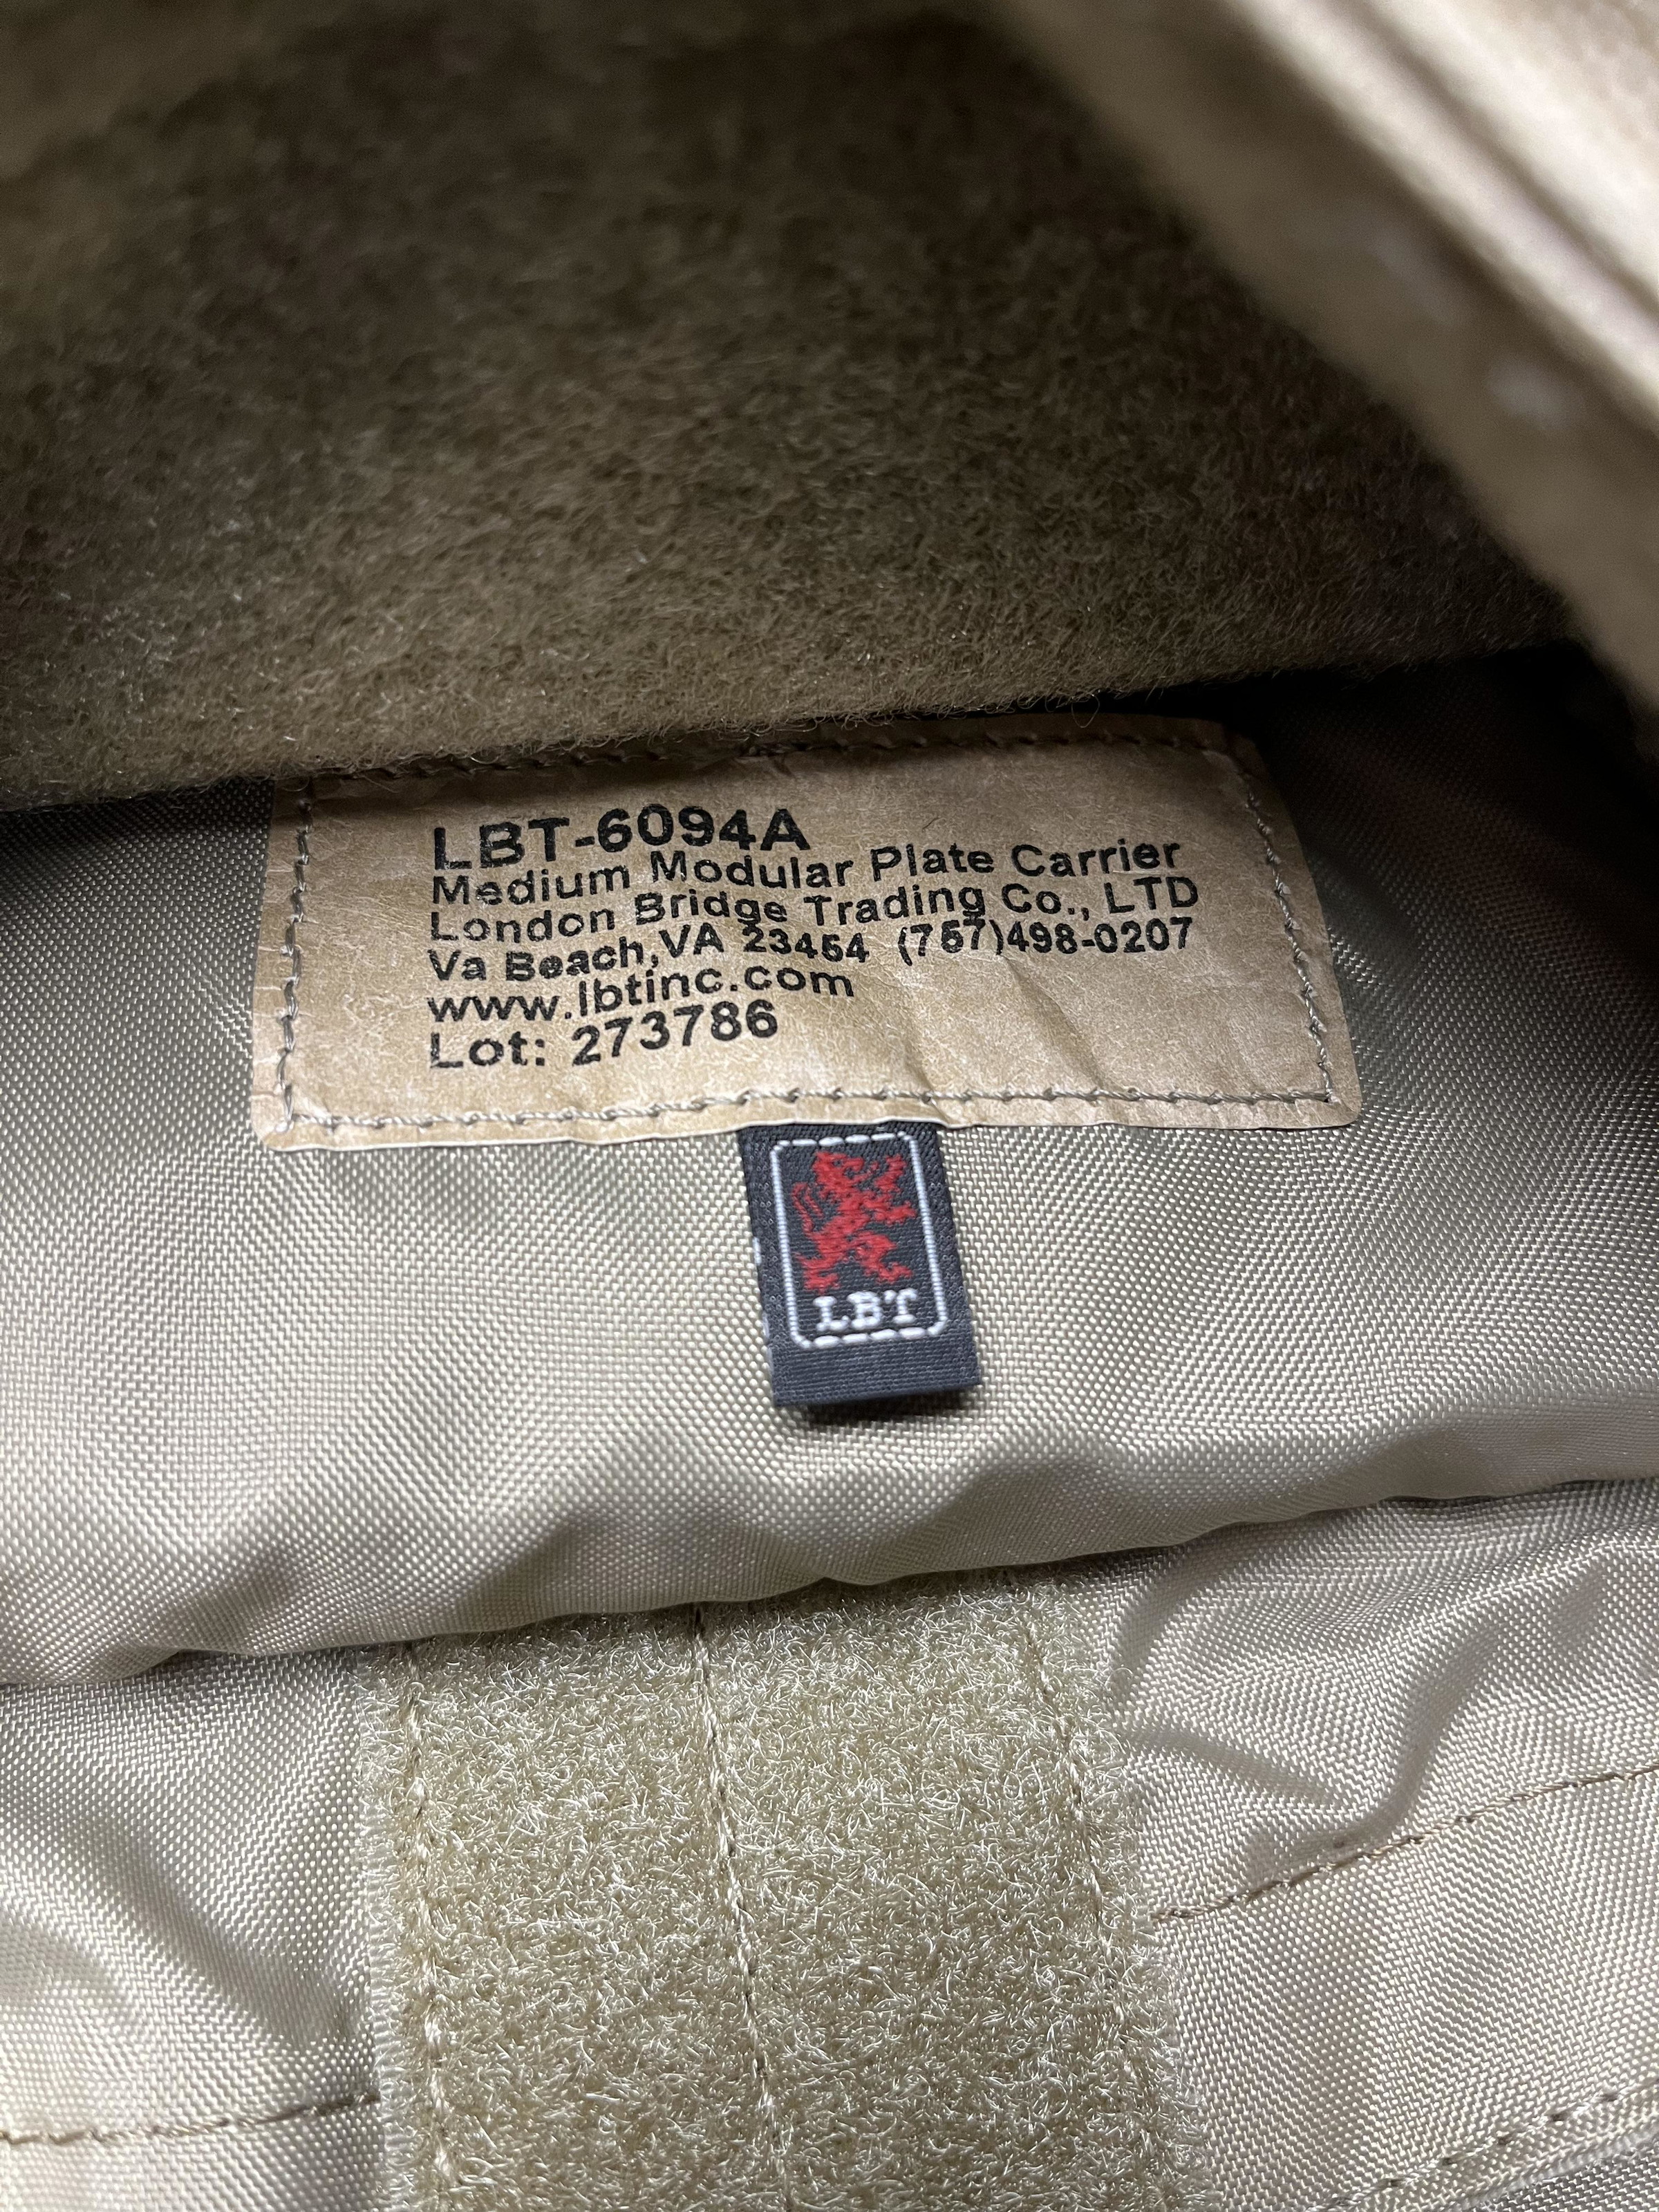 LBT-6094A
Medium Modular Plate Carrier
London Bridge Trading Co., LTD
Va Beach,VA 23454 (757)498-0207
www.lbtinc.com
Lot: 273786
LBT